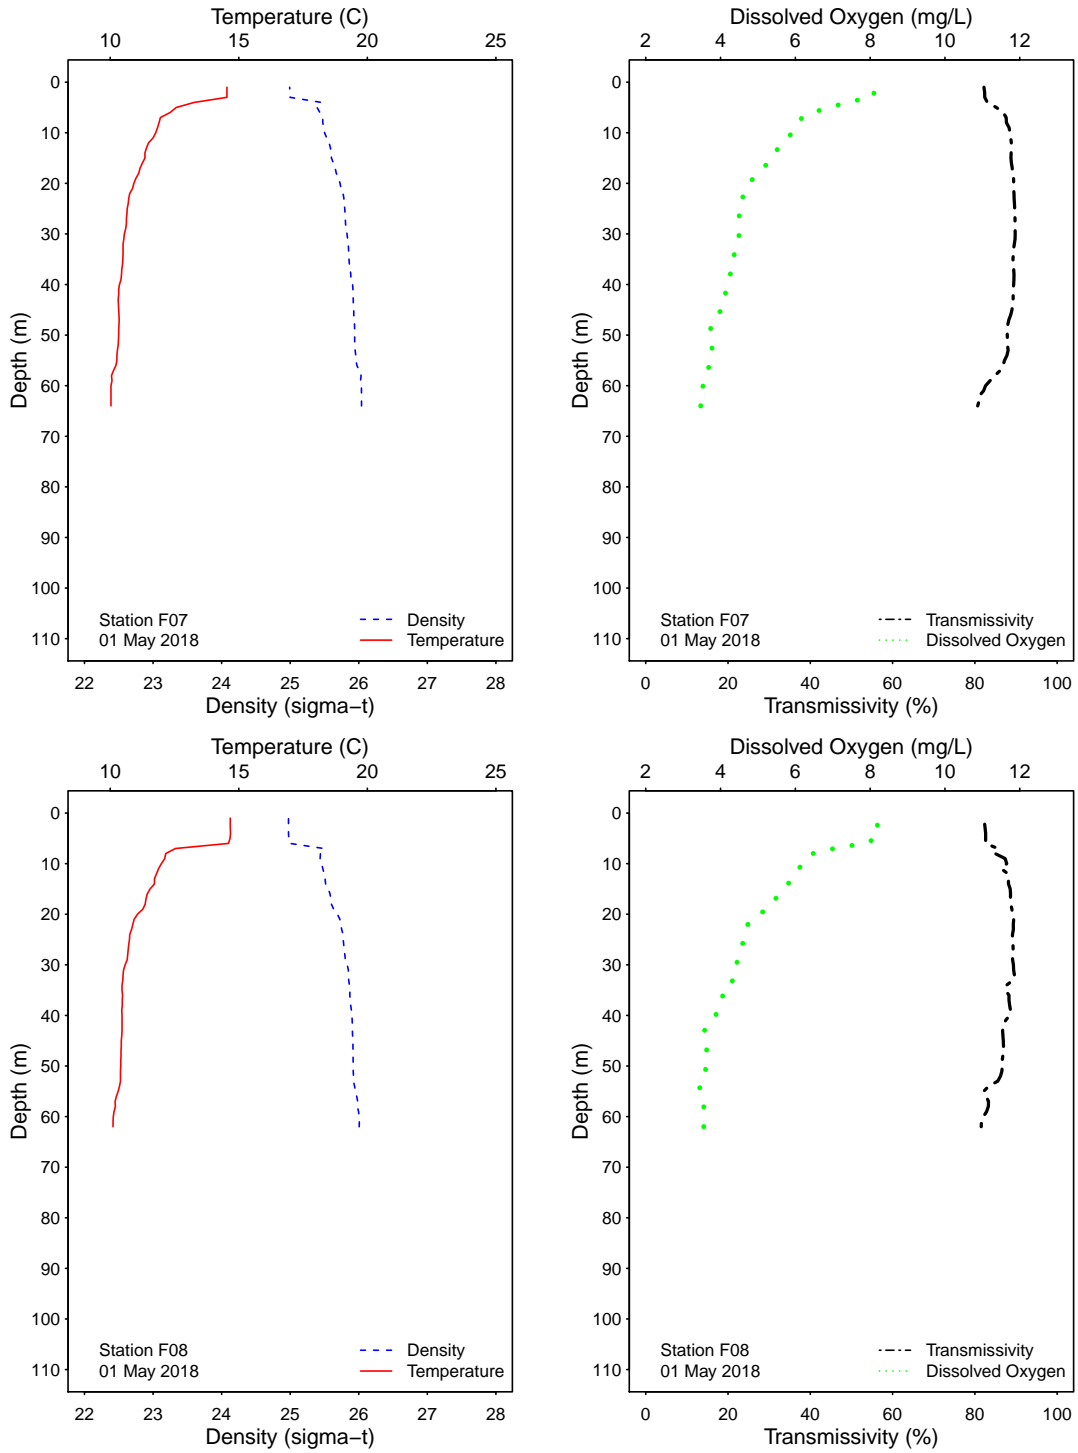 Temperature (C)
10 15 20 25
Depth (m)
0
10
20
30
40
50
60
70
80
90
100
110
Station F07
01 May 2018
Density
Temperature
22 23 24 25 26 27 28
Density (sigma−t)
Dissolved Oxygen (mg/L)
2 4 6 8 10 12
Depth (m)
0
10
20
30
40
50
60
70
80
90
100
110
Station F07
01 May 2018
Transmissivity
Dissolved Oxygen
0 20 40 60 80 100
Transmissivity (%)
Temperature (C)
10 15 20 25
Depth (m)
0
10
20
30
40
50
60
70
80
90
100
110
Station F08
01 May 2018
Density
Temperature
22 23 24 25 26 27 28
Density (sigma−t)
Dissolved Oxygen (mg/L)
2 4 6 8 10 12
Depth (m)
0
10
20
30
40
50
60
70
80
90
100
110
Station F08
01 May 2018
Transmissivity
Dissolved Oxygen
0 20 40 60 80 100
Transmissivity (%)